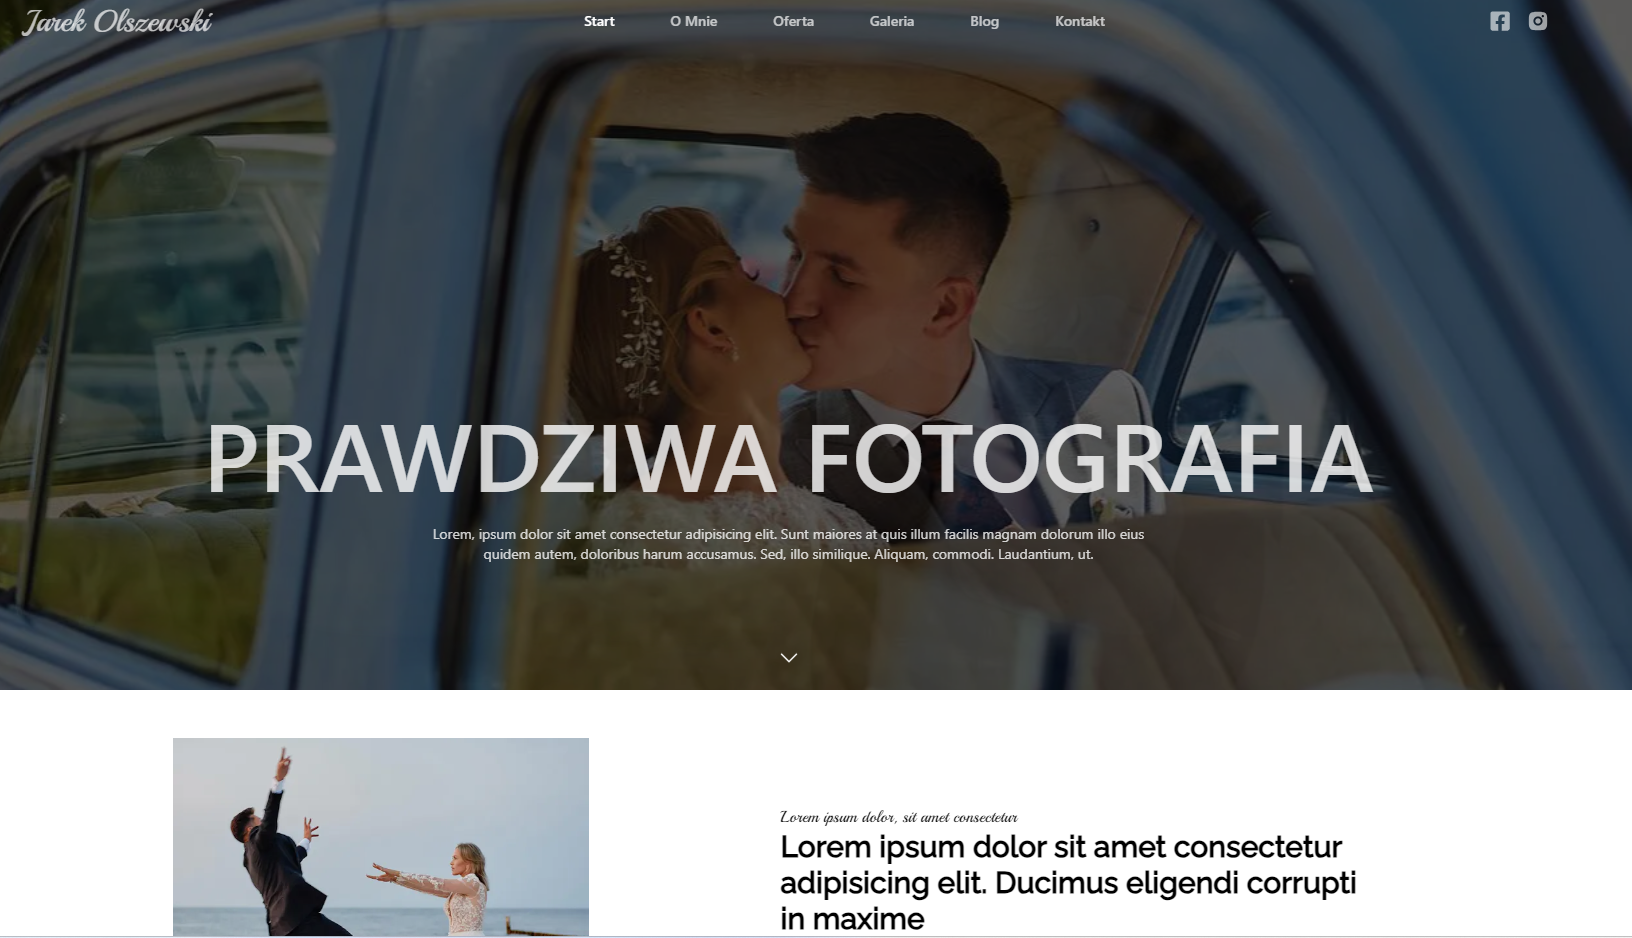 Jarek Olszewski
Start O Mnie Oferta Galeria Blog Kontakt
PRAWDZIWA FOTOGRAFIA
Lorem, ipsum dolor sit amet consectetur adipisicing elit. Sunt maiores at quis illum facilis magnam dolorum illo eius
quidem autem, doloribus harum accusamus. Sed, illo similique. Aliquam, commodi. Laudantium, ut.
Lorem ipsum dolor, sit amet consectetur
Lorem ipsum dolor sit amet consectetur
adipisicing elit. Ducimus eligendi corrupti
in maxime